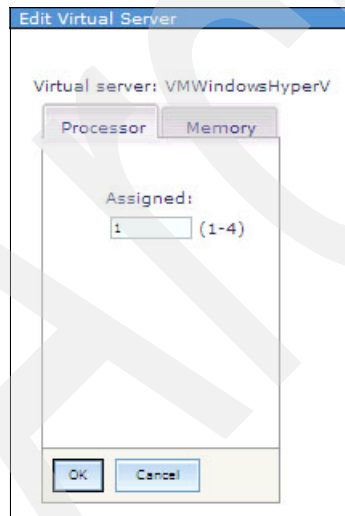 Edit Virtual Server
Virtual server: VMWindowsHyperV
Processor Memory
Assigned:
1 (1-4)
OK Cancel